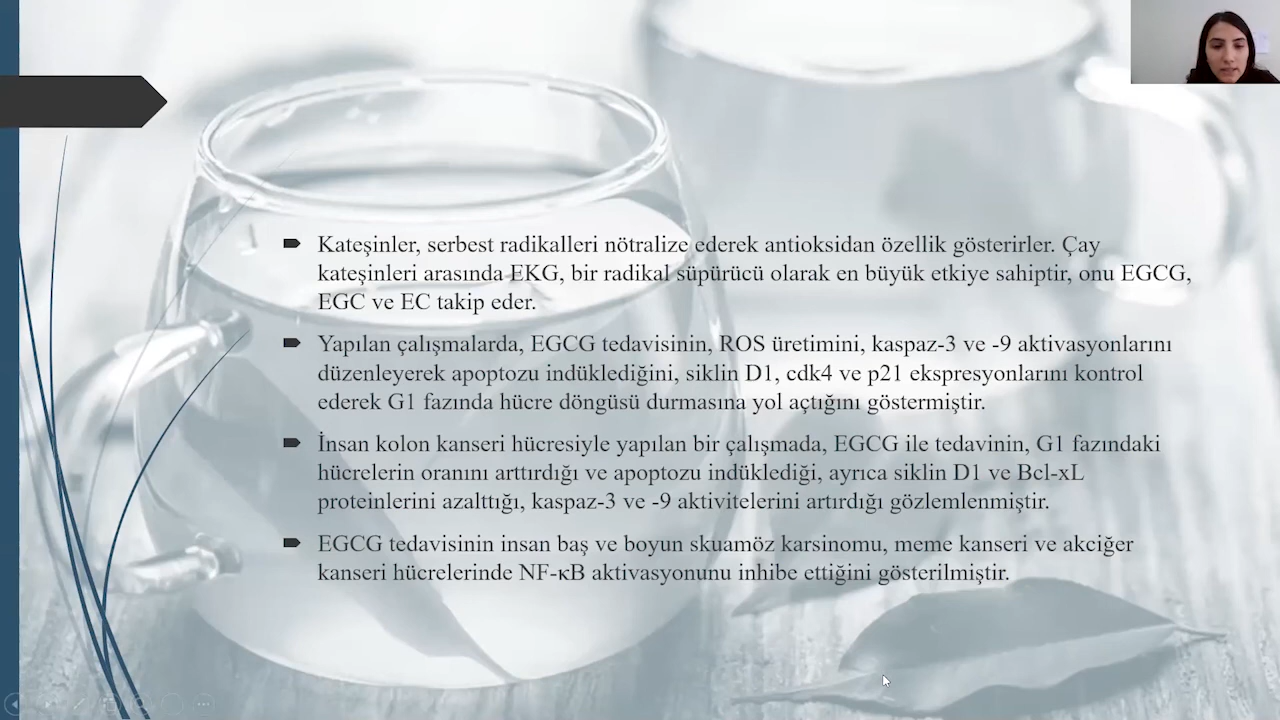 Kateşinler, serbest radikalleri nötralize ederek antioksidan özellik gösterirler. Çay
kateşinleri arasında EKG, bir radikal süpürücü olarak en büyük etkiye sahiptir, onu EGCG,
EGC ve EC takip eder.
Yapılan çalışmalarda, EGCG tedavisinin, ROS üretimini, kaspaz-3 ve -9 aktivasyonlarını
düzenleyerek apoptozu indüklediğini, siklin D1, cdk4 ve p21 ekspresyonlarını kontrol
ederek G1 fazında hücre döngüsü durmasına yol açtığını göstermiştir.
İnsan kolon kanseri hücresiyle yapılan bir çalışmada, EGCG ile tedavinin, G1 fazındaki
hücrelerin oranını arttırdığı ve apoptozu indüklediği, ayrıca siklin D1 ve Bcl-xL
proteinlerini azalttığı, kaspaz-3 ve -9 aktivitelerini artırdığı gözlemlenmiştir.
EGCG tedavisinin insan baş ve boyun skuamöz karsinomu, meme kanseri ve akciğer
kanseri hücrelerinde NF-κB aktivasyonunu inhibe ettiğini gösterilmiştir.